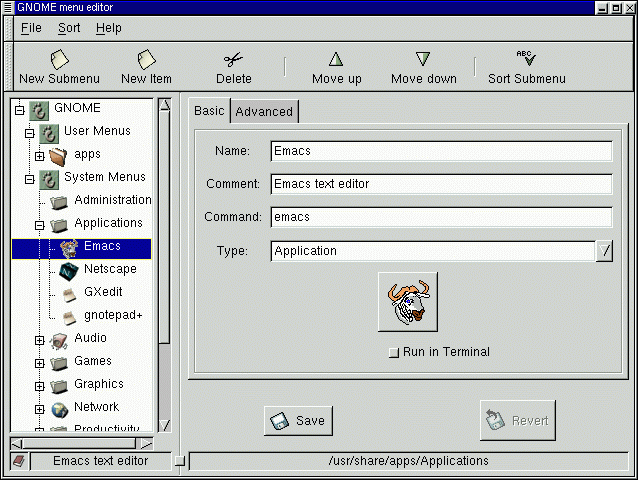 GNOME menu editor
File Sort Help
ABC
New Submenu New Item Delete Move up Move down Sort Submenu
GNOME
User Menus
apps
System Menus
Administration
Applications
Emacs
Netscape
GXedit
gnotepad+
Audio
Games
Graphics
Network
Productivity
Basic Advanced
Name: Emacs
Comment: Emacs text editor
Command: emacs
Type: Application
Run in Terminal
Save Revert
Emacs text editor /usr/share/apps/Applications